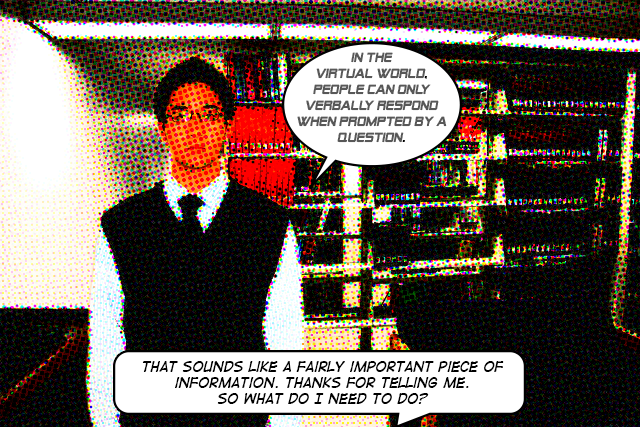 IN THE
VIRTUAL WORLD,
PEOPLE CAN ONLY
VERBALLY RESPOND
WHEN PROMPTED BY A
QUESTION.
THAT SOUNDS LIKE A FAIRLY IMPORTANT PIECE OF
INFORMATION. THANKS FOR TELLING ME.
SO WHAT DO I NEED TO DO?